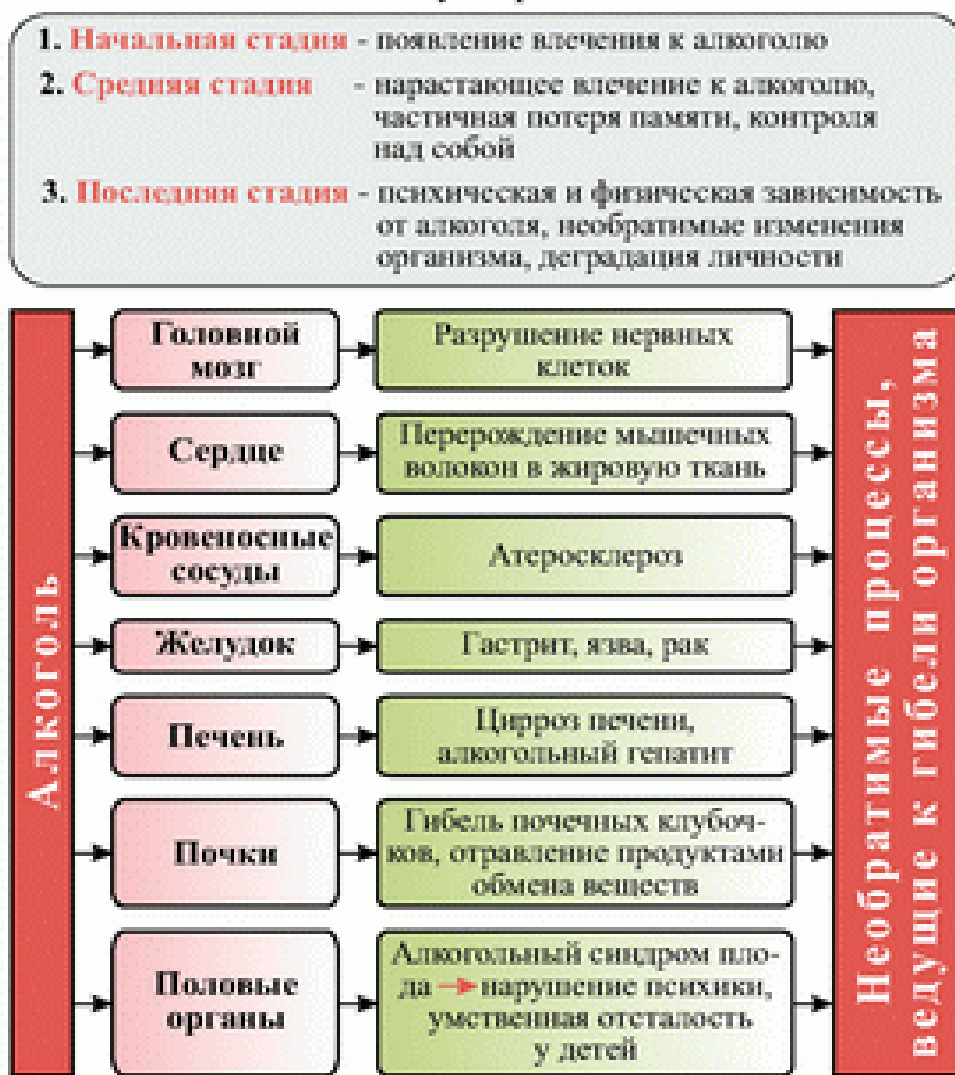 1. Начальная стадия - появление влечения к алкоголю
2. Средняя стадия - нарастающее влечение к алкоголю,
частичная потеря памяти, контроля
над собой
3. Последняя стадия - психическая и физическая зависимость
от алкоголя, необратимые изменения
организма, деградация личности
Алкоголь
Головной
мозг
Разрушение нервных
клеток
Сердце
Перерождение мышечных
волокон в жировую ткань
Кровеносные
сосуды
Атеросклероз
Желудок
Гастрит, язва, рак
Печень
Цирроз печени,
алкогольный гепатит
Почки
Гибель почечных клубоч-
ков, отравление продуктами
обмена веществ
Половые
органы
Алкогольный синдром пло-
да → нарушение психики,
умственная отсталость
у детей
Необратимые процессы,
ведущие к гибели организма